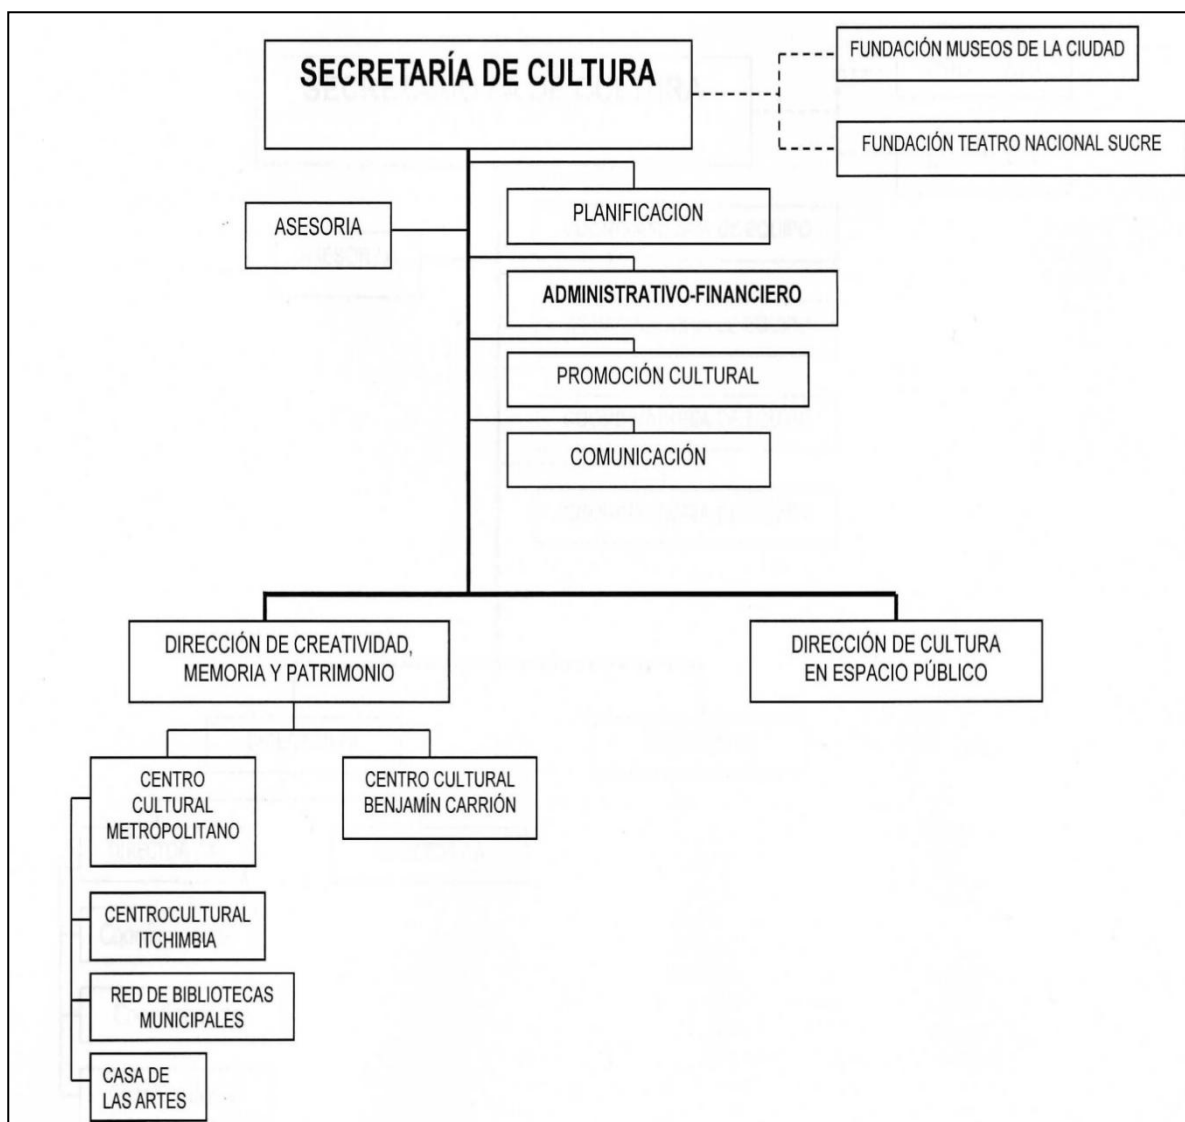 SECRETARÍA DE CULTURA
FUNDACIÓN MUSEOS DE LA CIUDAD
FUNDACIÓN TEATRO NACIONAL SUCRE
ASESORIA
PLANIFICACION
ADMINISTRATIVO-FINANCIERO
PROMOCIÓN CULTURAL
COMUNICACIÓN
DIRECCIÓN DE CREATIVIDAD,
MEMORIA Y PATRIMONIO
DIRECCIÓN DE CULTURA
EN ESPACIO PÚBLICO
CENTRO
CULTURAL
METROPOLITANO
CENTRO CULTURAL
BENJAMÍN CARRIÓN
CENTROCULTURAL
ITCHIMBIA
RED DE BIBLIOTECAS
MUNICIPALES
CASA DE
LAS ARTES